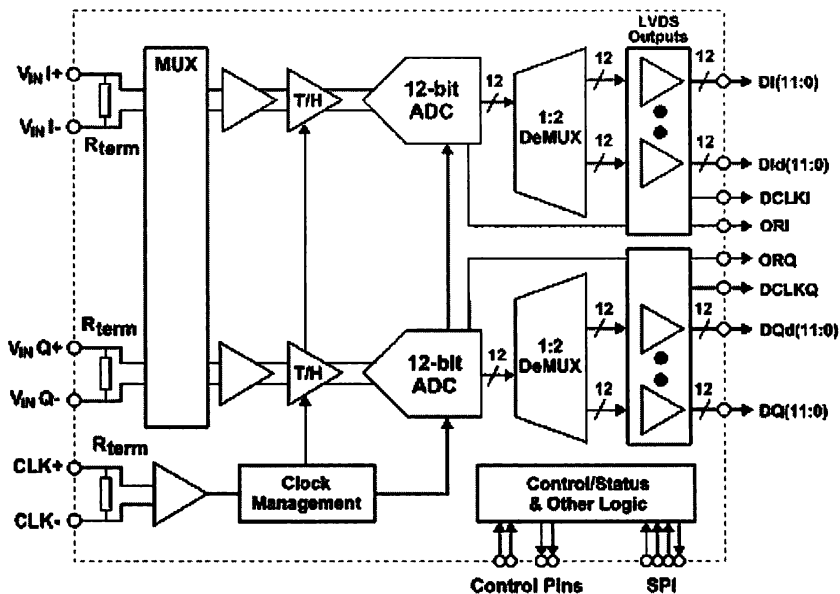 LVDS
Outputs
VIN I+
MUX
T/H
12-bit
ADC
12
1:2
DeMUX
12
12
12
DI(11:0)
VIN I-
Rterm
12
12
DId(11:0)
DCLKI
ORI
ORQ
DCLKQ
Rterm
VIN Q+
T/H
12-bit
ADC
12
1:2
DeMUX
12
12
12
DQd(11:0)
VIN Q-
12
DQ(11:0)
Rterm
CLK+
Clock
Management
Control/Status
& Other Logic
CLK-
Control Pins
SPI